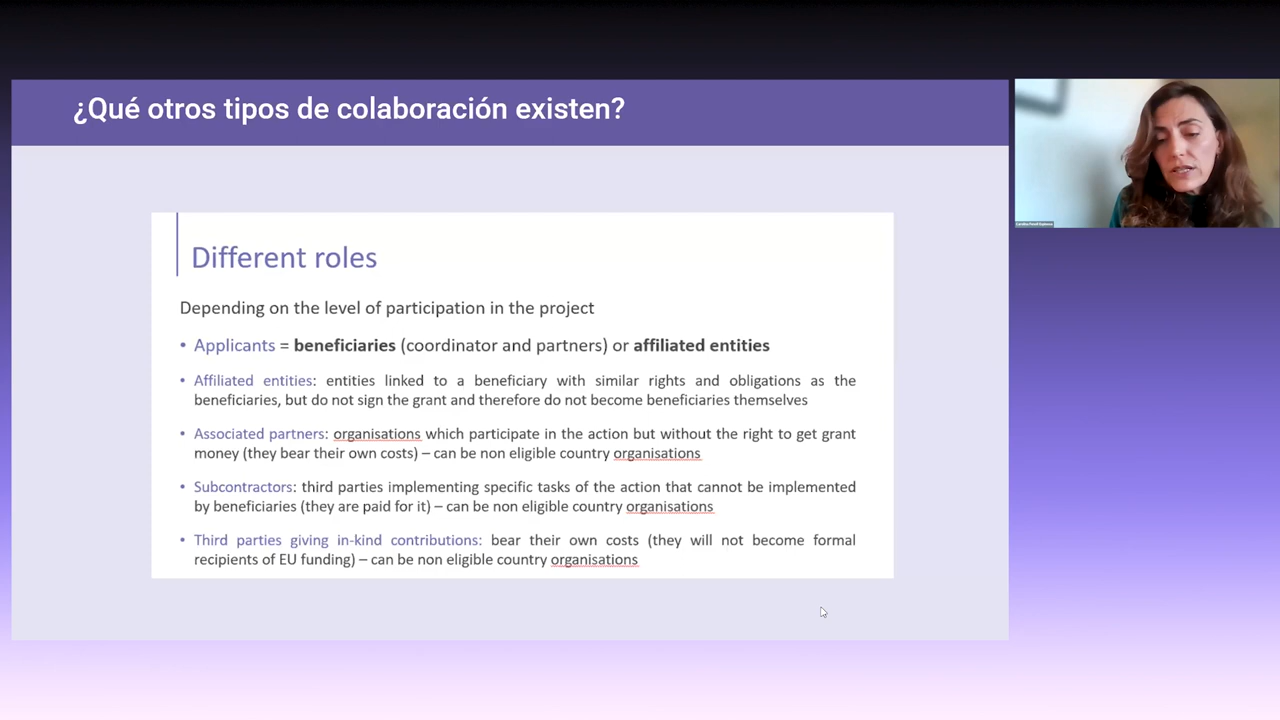 ¿Qué otros tipos de colaboración existen?
Different roles
Depending on the level of participation in the project
• Applicants = beneficiaries (coordinator and partners) or affiliated entities
• Affiliated entities: entities linked to a beneficiary with similar rights and obligations as the
beneficiaries, but do not sign the grant and therefore do not become beneficiaries themselves
• Associated partners: organisations which participate in the action but without the right to get grant
money (they bear their own costs) – can be non eligible country organisations
• Subcontractors: third parties implementing specific tasks of the action that cannot be implemented
by beneficiaries (they are paid for it) – can be non eligible country organisations
• Third parties giving in-kind contributions: bear their own costs (they will not become formal
recipients of EU funding) – can be non eligible country organisations